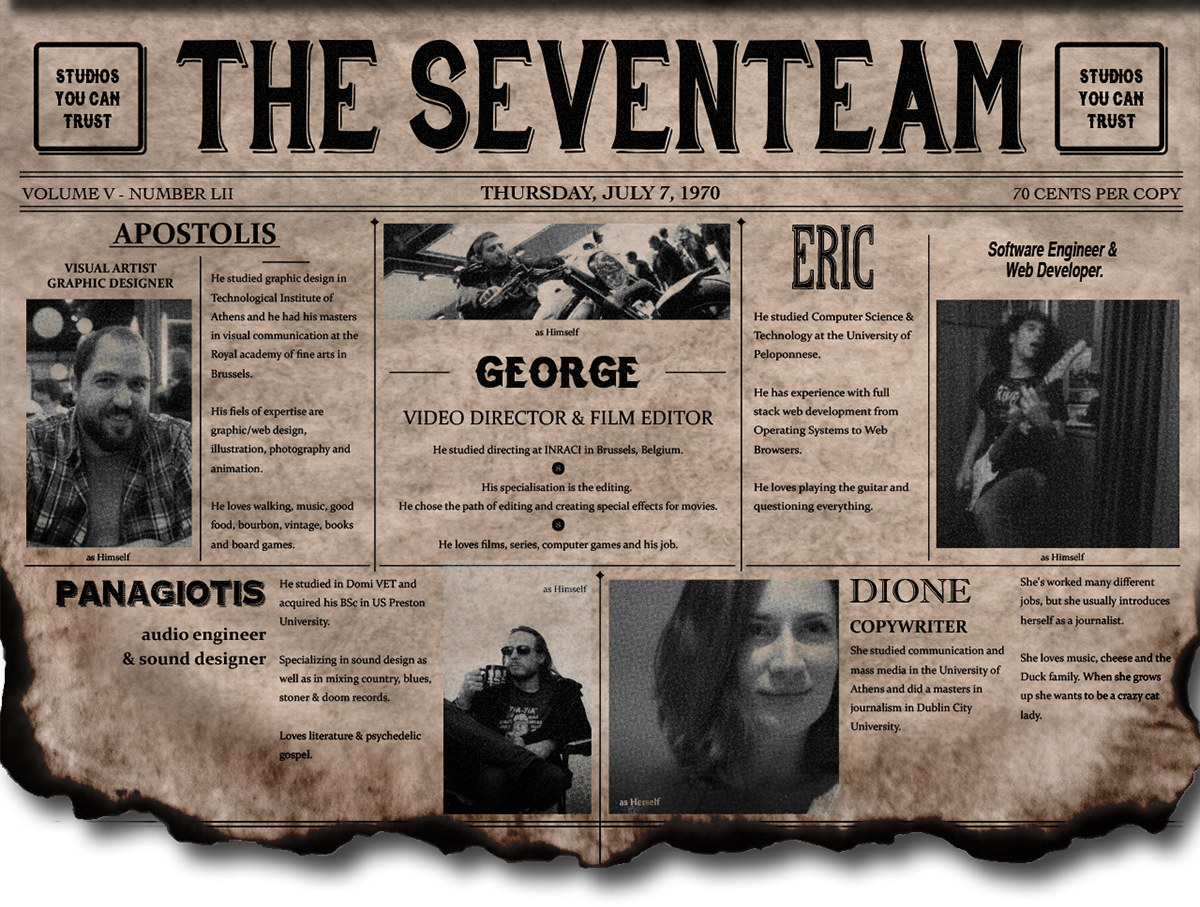 STUDIOS
YOU CAN
TRUST
THE SEVENTEAM
STUDIOS
YOU CAN
TRUST
VOLUME V - NUMBER LII
THURSDAY, JULY 7, 1970
70 CENTS PER COPY
APOSTOLIS
VISUAL ARTIST
GRAPHIC DESIGNER
as Himself
He studied graphic design in
Technological Institute of
Athens and he had his masters
in visual communication at the
Royal academy of fine arts in
Brussels.
His fiels of expertise are
graphic/web design,
illustration, photography and
animation.
He loves walking, music, good
food, bourbon, vintage, books
and board games.
as Himself
GEORGE
VIDEO DIRECTOR & FILM EDITOR
He studied directing at INRACI in Brussels, Belgium.
S
His specialisation is the editing.
He chose the path of editing and creating special effects for movies.
S
He loves films, series, computer games and his job.
ERIC
He studied Computer Science &
Technology at the University of
Peloponnese.
He has experience with full
stack web development from
Operating Systems to Web
Browsers.
He loves playing the guitar and
questioning everything.
Software Engineer &
Web Developer.
as Himself
PANAGIOTIS
audio engineer
& sound designer
He studied in Domi VET and
acquired his BSc in US Preston
University.
Specializing in sound design as
well as in mixing country, blues,
stoner & doom records.
Loves literature & psychedelic
gospel.
as Himself
as Herself
DIONE
COPYWRITER
She studied communication and
mass media in the University of
Athens and did a masters in
journalism in Dublin City
University.
She's worked many different
jobs, but she usually introduces
herself as a journalist.
She loves music, cheese and the
Duck family. When she grows
up she wants to be a crazy cat
lady.